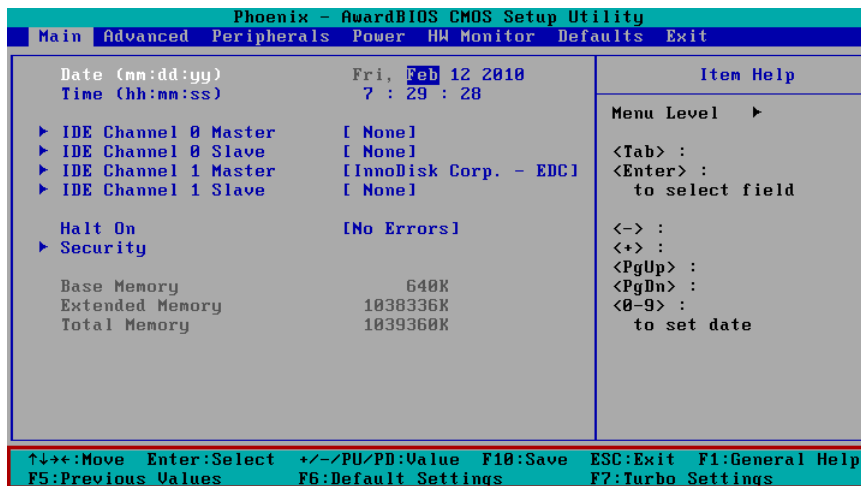 Phoenix - AwardBIOS CMOS Setup Utility
Main Advanced Peripherals Power HW Monitor Defaults Exit
Date (mm:dd:yy) Fri, Feb 12 2010
Time (hh:mm:ss) 7 : 29 : 28
▶ IDE Channel 0 Master [ None]
▶ IDE Channel 0 Slave [ None]
▶ IDE Channel 1 Master [InnoDisk Corp. - EDC]
▶ IDE Channel 1 Slave [ None]
Halt On [No Errors]
▶ Security
Base Memory 640K
Extended Memory 1038336K
Total Memory 1039360K
Item Help
Menu Level ▶
<Tab> :
<Enter> :
to select field
<-> :
<+> :
<PgUp> :
<PgDn> :
<0-9> :
to set date
↑↓→←:Move Enter:Select +/-/PU/PD:Value F10:Save ESC:Exit F1:General Help
F5:Previous Values F6:Default Settings F7:Turbo Settings